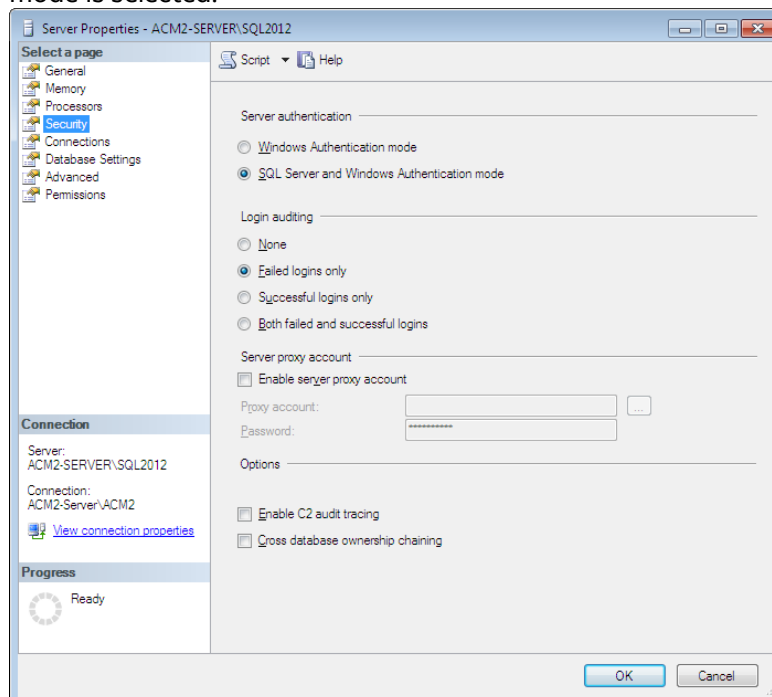 mode is selected.
Server Properties - ACM2-SERVER\SQL2012
Select a page
General
Memory
Processors
Security
Connections
Database Settings
Advanced
Permissions
Script Help
Server authentication
Windows Authentication mode
SQL Server and Windows Authentication mode
Login auditing
None
Failed logins only
Successful logins only
Both failed and successful logins
Server proxy account
Enable server proxy account
Proxy account:
...
Password:
**********
Options
Enable C2 audit tracing
Cross database ownership chaining
Connection
Server:
ACM2-SERVER\SQL2012
Connection:
ACM2-Server\ACM2
View connection properties
Progress
Ready
OK Cancel